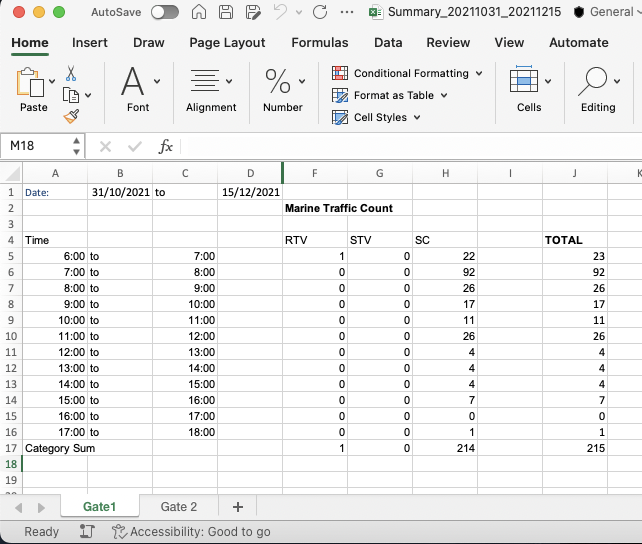 AutoSave ... Summary_20211031_20211215 General
Home Insert Draw Page Layout Formulas Data Review View Automate
Paste Font Alignment Number Conditional Formatting Format as Table Cell Styles Cells Editing
M18 fx
A B C D F G H I J K
1 Date: 31/10/2021 to 15/12/2021
2 Marine Traffic Count
3
4 Time RTV STV SC TOTAL
5 6:00 to 7:00 1 0 22 23
6 7:00 to 8:00 0 0 92 92
7 8:00 to 9:00 0 0 26 26
8 9:00 to 10:00 0 0 17 17
9 10:00 to 11:00 0 0 11 11
10 11:00 to 12:00 0 0 26 26
11 12:00 to 13:00 0 0 4 4
12 13:00 to 14:00 0 0 4 4
13 14:00 to 15:00 0 0 4 4
14 15:00 to 16:00 0 0 7 7
15 16:00 to 17:00 0 0 0 0
16 17:00 to 18:00 0 0 1 1
17 Category Sum 1 0 214 215
18
19
Gate1 Gate 2 +
Ready Accessibility: Good to go